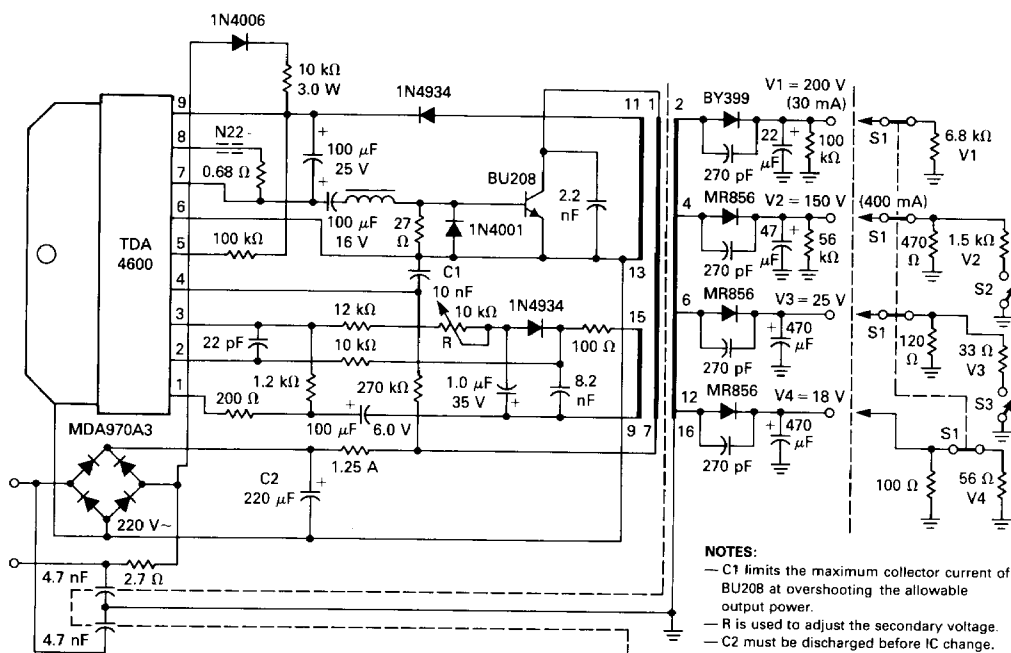 1N4006
10 kΩ
3.0 W
1N4934
11 1
2
BY399
V1 = 200 V
(30 mA)
9
8
7
6
5
4
3
2
1
N22
0.68 Ω
100
μF
25 V
+
BU208
2.2
nF
270 pF
22
μF
+
100
kΩ
S1
6.8 kΩ
V1
TDA
4600
+
100
μF
16 V
27
Ω
1N4001
4
MR856
V2 = 150 V
(400 mA)
270 pF
47
μF
+
56
kΩ
S1
470
Ω
1.5 kΩ
V2
S2
100 kΩ
C1
10 nF
13
12 kΩ
10 kΩ
R
1N4934
15
100 Ω
6
MR856
V3 = 25 V
270 pF
+
470
μF
S1
120
Ω
33 Ω
V3
S3
22 pF
10 kΩ
1.2 kΩ
270 kΩ
1.0 μF
35 V
+
8.2
nF
200 Ω
+
100 μF
6.0 V
9 7
12
16
MR856
V4 = 18 V
270 pF
+
470
μF
S1
100 Ω
56 Ω
V4
MDA970A3
1.25 A
C2
220 μF
+
220 V~
4.7 nF
2.7 Ω
4.7 nF
NOTES:
— C1 limits the maximum collector current of
BU208 at overshooting the allowable
output power.
— R is used to adjust the secondary voltage.
— C2 must be discharged before IC change.